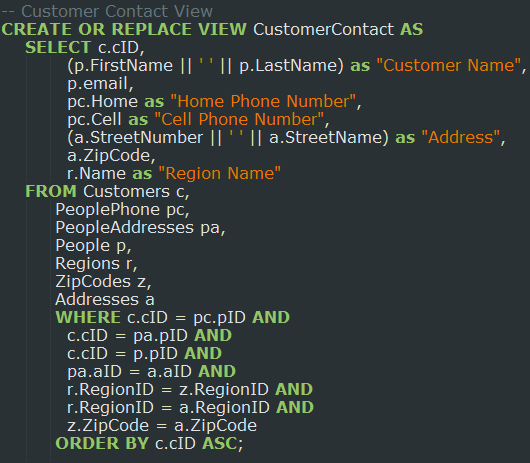 -- Customer Contact View
CREATE OR REPLACE VIEW CustomerContact AS
SELECT c.cID,
(p.FirstName || ' ' || p.LastName) as "Customer Name",
p.email,
pc.Home as "Home Phone Number",
pc.Cell as "Cell Phone Number",
(a.StreetNumber || ' ' || a.StreetName) as "Address",
a.ZipCode,
r.Name as "Region Name"
FROM Customers c,
PeoplePhone pc,
PeopleAddresses pa,
People p,
Regions r,
ZipCodes z,
Addresses a
WHERE c.cID = pc.pID AND
c.cID = pa.pID AND
c.cID = p.pID AND
pa.aID = a.aID AND
r.RegionID = z.RegionID AND
r.RegionID = a.RegionID AND
z.ZipCode = a.ZipCode
ORDER BY c.cID ASC;